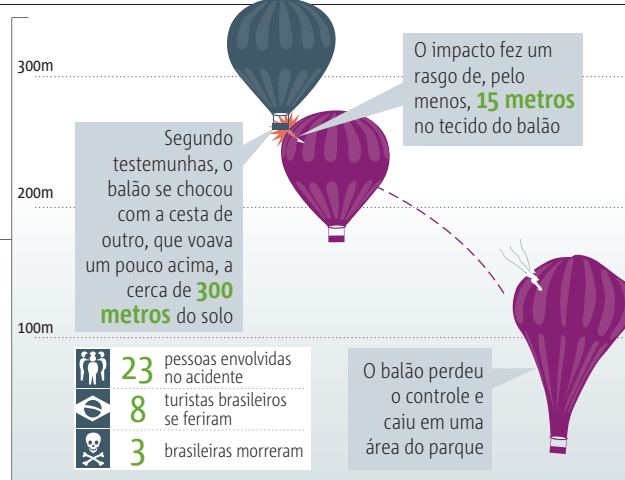 300m
O impacto fez um
rasgo de, pelo
menos, 15 metros
no tecido do balão
Segundo
testemunhas, o
balão se chocou
com a cesta de
outro, que voava
um pouco acima, a
cerca de 300
metros do solo
200m
100m
23 pessoas envolvidas
no acidente
8 turistas brasileiros
se feriram
3 brasileiras morreram
O balão perdeu
o controle e
caiu em uma
área do parque